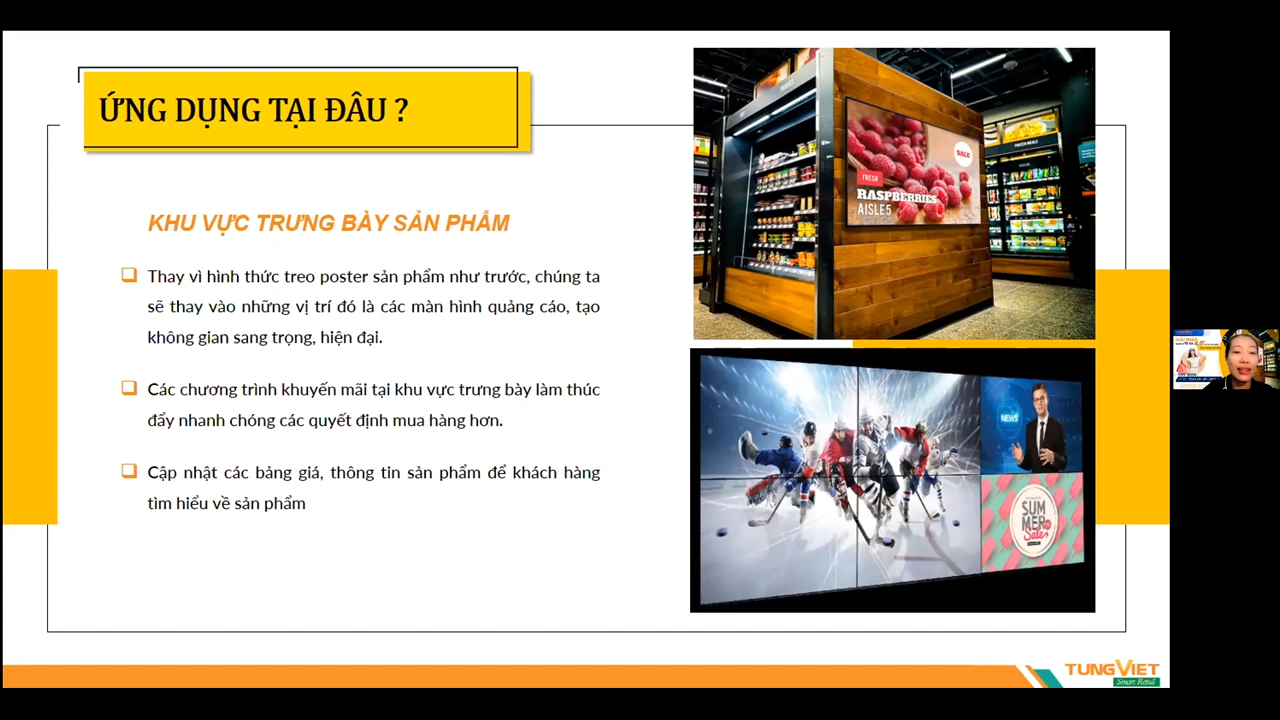 ỨNG DỤNG TẠI ĐÂU ?
KHU VỰC TRƯNG BÀY SẢN PHẨM
Thay vì hình thức treo poster sản phẩm như trước, chúng ta
sẽ thay vào những vị trí đó là các màn hình quảng cáo, tạo
không gian sang trọng, hiện đại.
Các chương trình khuyến mãi tại khu vực trưng bày làm thúc
đẩy nhanh chóng các quyết định mua hàng hơn.
Cập nhật các bảng giá, thông tin sản phẩm để khách hàng
tìm hiểu về sản phẩm
SALE
FRESH
RASPBERRIES
AISLE5
FROZEN MEALS
NEWS
SUM
MER
Sales
TUNGVIET
Smart Retail